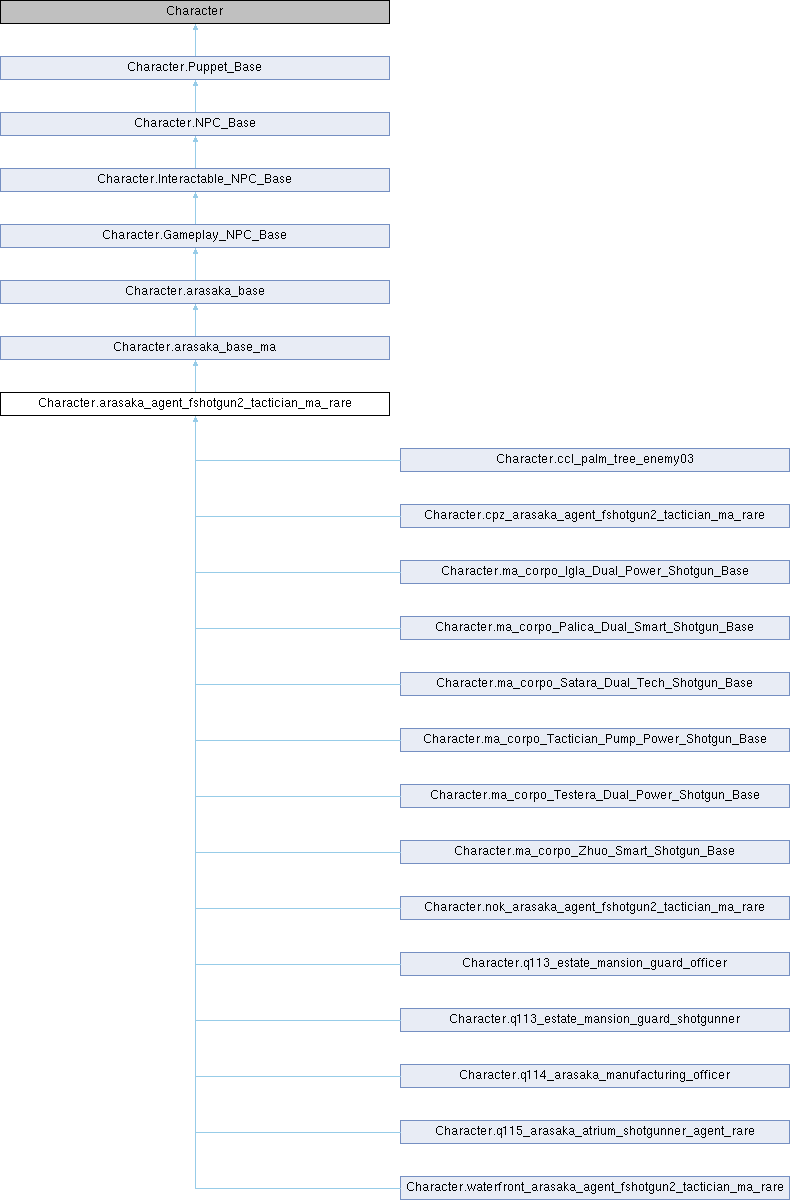 Character
Character.Puppet_Base
Character.NPC_Base
Character.Interactable_NPC_Base
Character.Gameplay_NPC_Base
Character.arasaka_base
Character.arasaka_base_ma
Character.arasaka_agent_fshotgun2_tactician_ma_rare
Character.ccl_palm_tree_enemy03
Character.cpz_arasaka_agent_fshotgun2_tactician_ma_rare
Character.ma_corpo_Igla_Dual_Power_Shotgun_Base
Character.ma_corpo_Palica_Dual_Smart_Shotgun_Base
Character.ma_corpo_Satara_Dual_Tech_Shotgun_Base
Character.ma_corpo_Tactician_Pump_Power_Shotgun_Base
Character.ma_corpo_Testera_Dual_Power_Shotgun_Base
Character.ma_corpo_Zhuo_Smart_Shotgun_Base
Character.nok_arasaka_agent_fshotgun2_tactician_ma_rare
Character.q113_estate_mansion_guard_officer
Character.q113_estate_mansion_guard_shotgunner
Character.q114_arasaka_manufacturing_officer
Character.q115_arasaka_atrium_shotgunner_agent_rare
Character.waterfront_arasaka_agent_fshotgun2_tactician_ma_rare